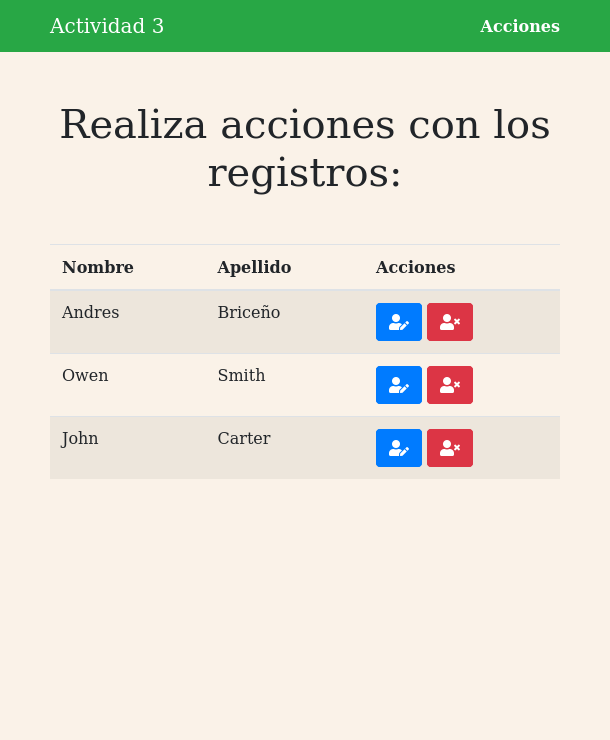 Actividad 3 Acciones
Realiza acciones con los
registros:
Nombre Apellido Acciones
Andres Briceño
Owen Smith
John Carter